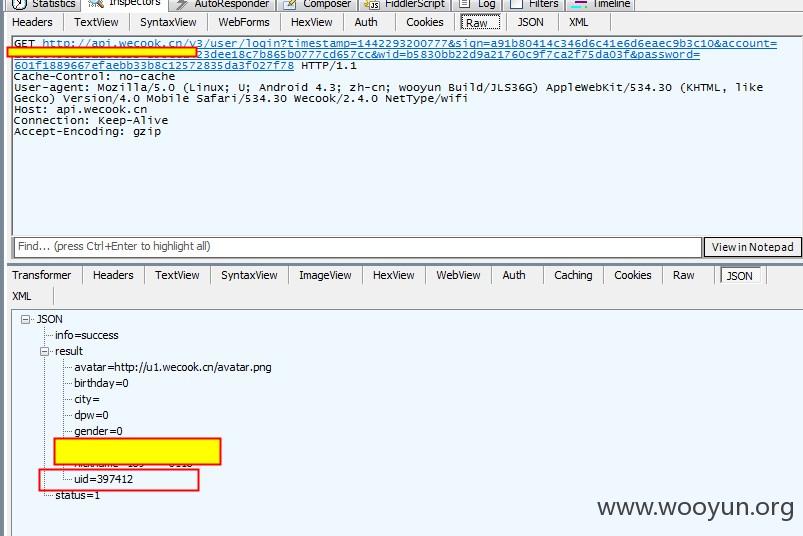 Statistics Inspectors AutoResponder Composer FiddlerScript Log Filters Timeline
Headers TextView SyntaxView WebForms HexView Auth Cookies Raw JSON XML
GET http://api.wecook.cn/v3/user/login?timestamp=1442293200777&sign=a91b80414c346d6c41e6d6eaec9b3c10&account=
23dee18c7b865b0777cd657cc&wid=b5830bb22d9a21760c9f7ca2f75da03f&password=
601f1889667efaebb33b8c12572835da3f027f78 HTTP/1.1
Cache-Control: no-cache
User-agent: Mozilla/5.0 (Linux; U; Android 4.3; zh-cn; wooyun Build/JLS36G) AppleWebKit/534.30 (KHTML, like
Gecko) Version/4.0 Mobile Safari/534.30 Wecook/2.4.0 NetType/wifi
Host: api.wecook.cn
Connection: Keep-Alive
Accept-Encoding: gzip
Find... (press Ctrl+Enter to highlight all) View in Notepad
Transformer Headers TextView SyntaxView ImageView HexView WebView Auth Caching Cookies Raw JSON
XML
JSON
info=success
result
avatar=http://u1.wecook.cn/avatar.png
birthday=0
city=
dpw=0
gender=0
uid=397412
status=1
www.wooyun.org